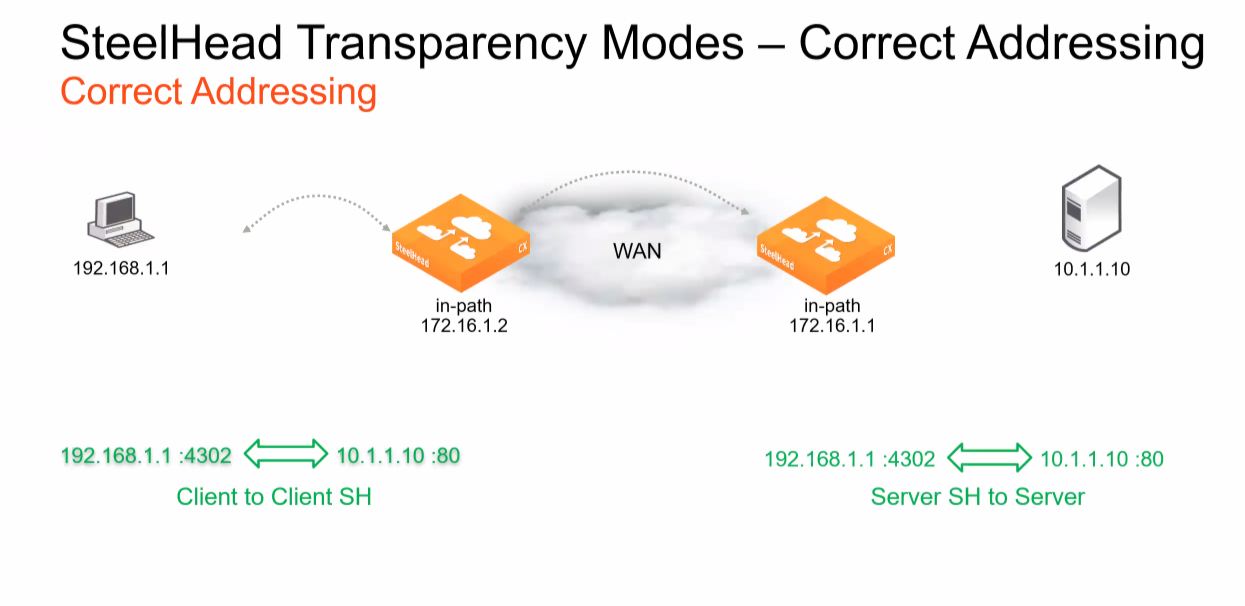 SteelHead Transparency Modes – Correct Addressing
Correct Addressing
192.168.1.1
SteelHead
CX
in-path
172.16.1.2
WAN
SteelHead
CX
in-path
172.16.1.1
10.1.1.10
192.168.1.1 :4302
10.1.1.10 :80
Client to Client SH
192.168.1.1 :4302
10.1.1.10 :80
Server SH to Server